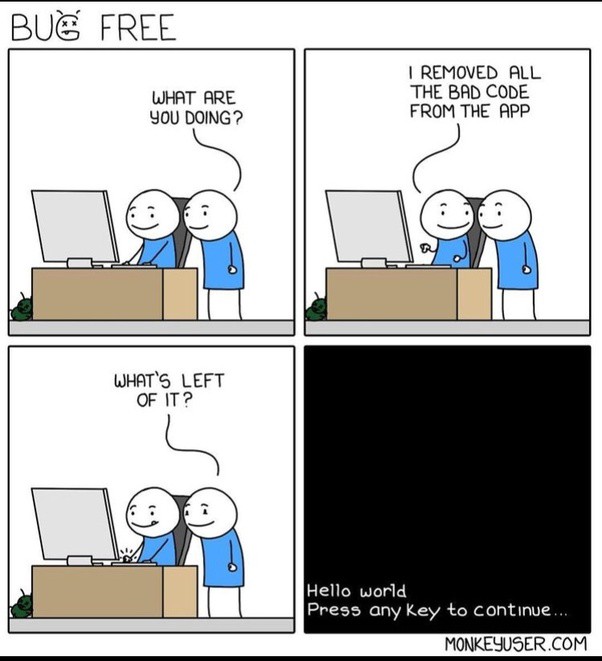 BUG FREE
WHAT ARE
YOU DOING?
I REMOVED ALL
THE BAD CODE
FROM THE APP
WHAT'S LEFT
OF IT?
Hello world
Press any key to continue...
MONKEYUSER.COM